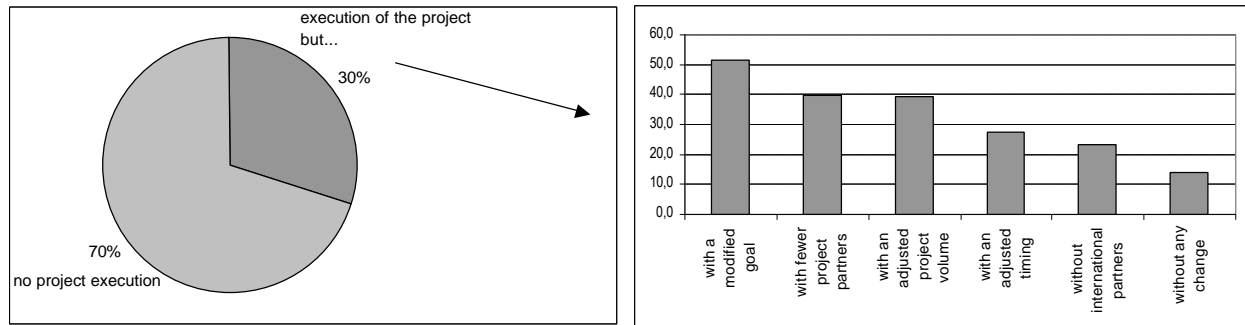 execution of the project
but...
30%
70%
no project execution
60,0
50,0
40,0
30,0
20,0
10,0
0,0
with a
modified
goal
with fewer
project
partners
with an
adjusted
project
volume
with an
adjusted
timing
without
international
partners
without any
change